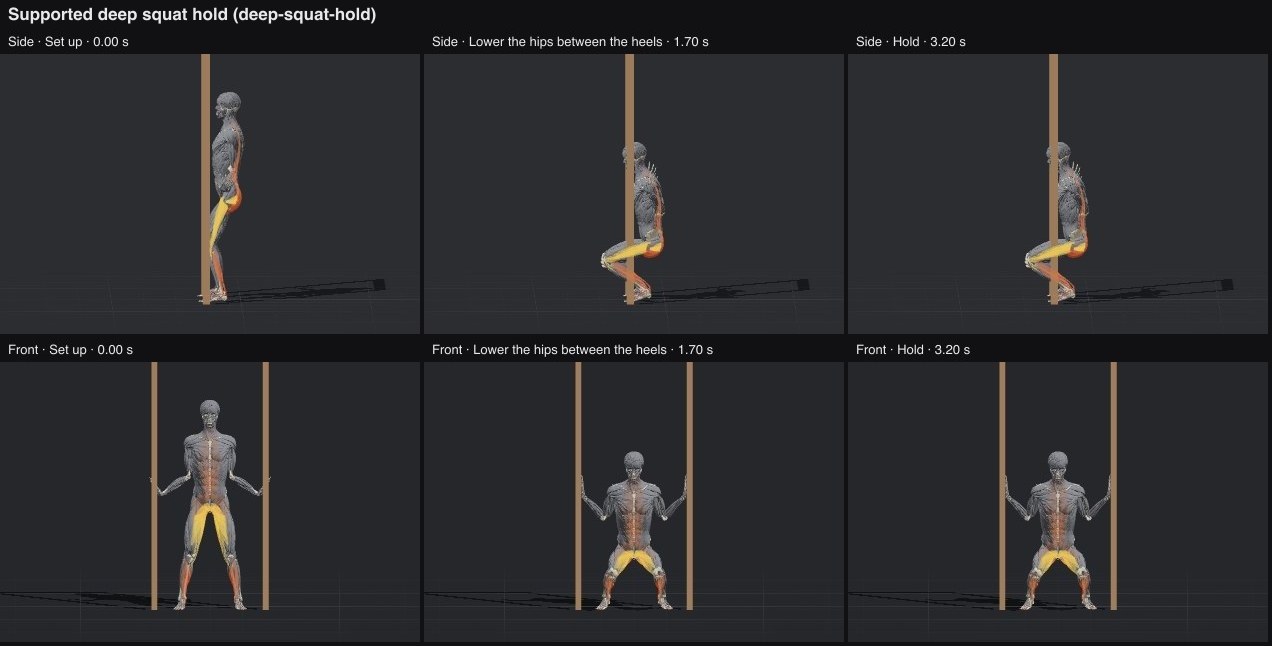 Supported deep squat hold (deep-squat-hold)
Side · Set up · 0.00 s
Side · Lower the hips between the heels · 1.70 s
Side · Hold · 3.20 s
Front · Set up · 0.00 s
Front · Lower the hips between the heels · 1.70 s
Front · Hold · 3.20 s